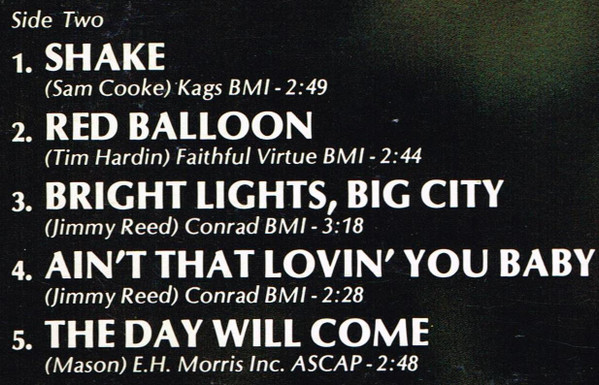 Side Two
1. SHAKE
(Sam Cooke) Kags BMI - 2:49
2. RED BALLOON
(Tim Hardin) Faithful Virtue BMI - 2:44
3. BRIGHT LIGHTS, BIG CITY
(Jimmy Reed) Conrad BMI - 3:18
4. AIN'T THAT LOVIN' YOU BABY
(Jimmy Reed) Conrad BMI - 2:28
5. THE DAY WILL COME
(Mason) E.H. Morris Inc. ASCAP - 2:48